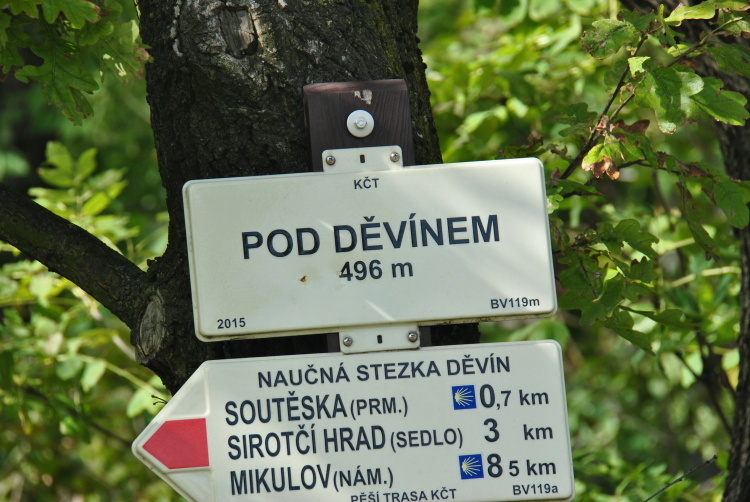 KČT
POD DĚVÍNEM
496 m
2015 BV119m
NAUČNÁ STEZKA DĚVÍN
SOUTĚSKA (PRM.) 0,7 km
SIROTČÍ HRAD (SEDLO) 3 km
MIKULOV (NÁM.) 8 5 km
PĚŠÍ TRASA KČT BV119a